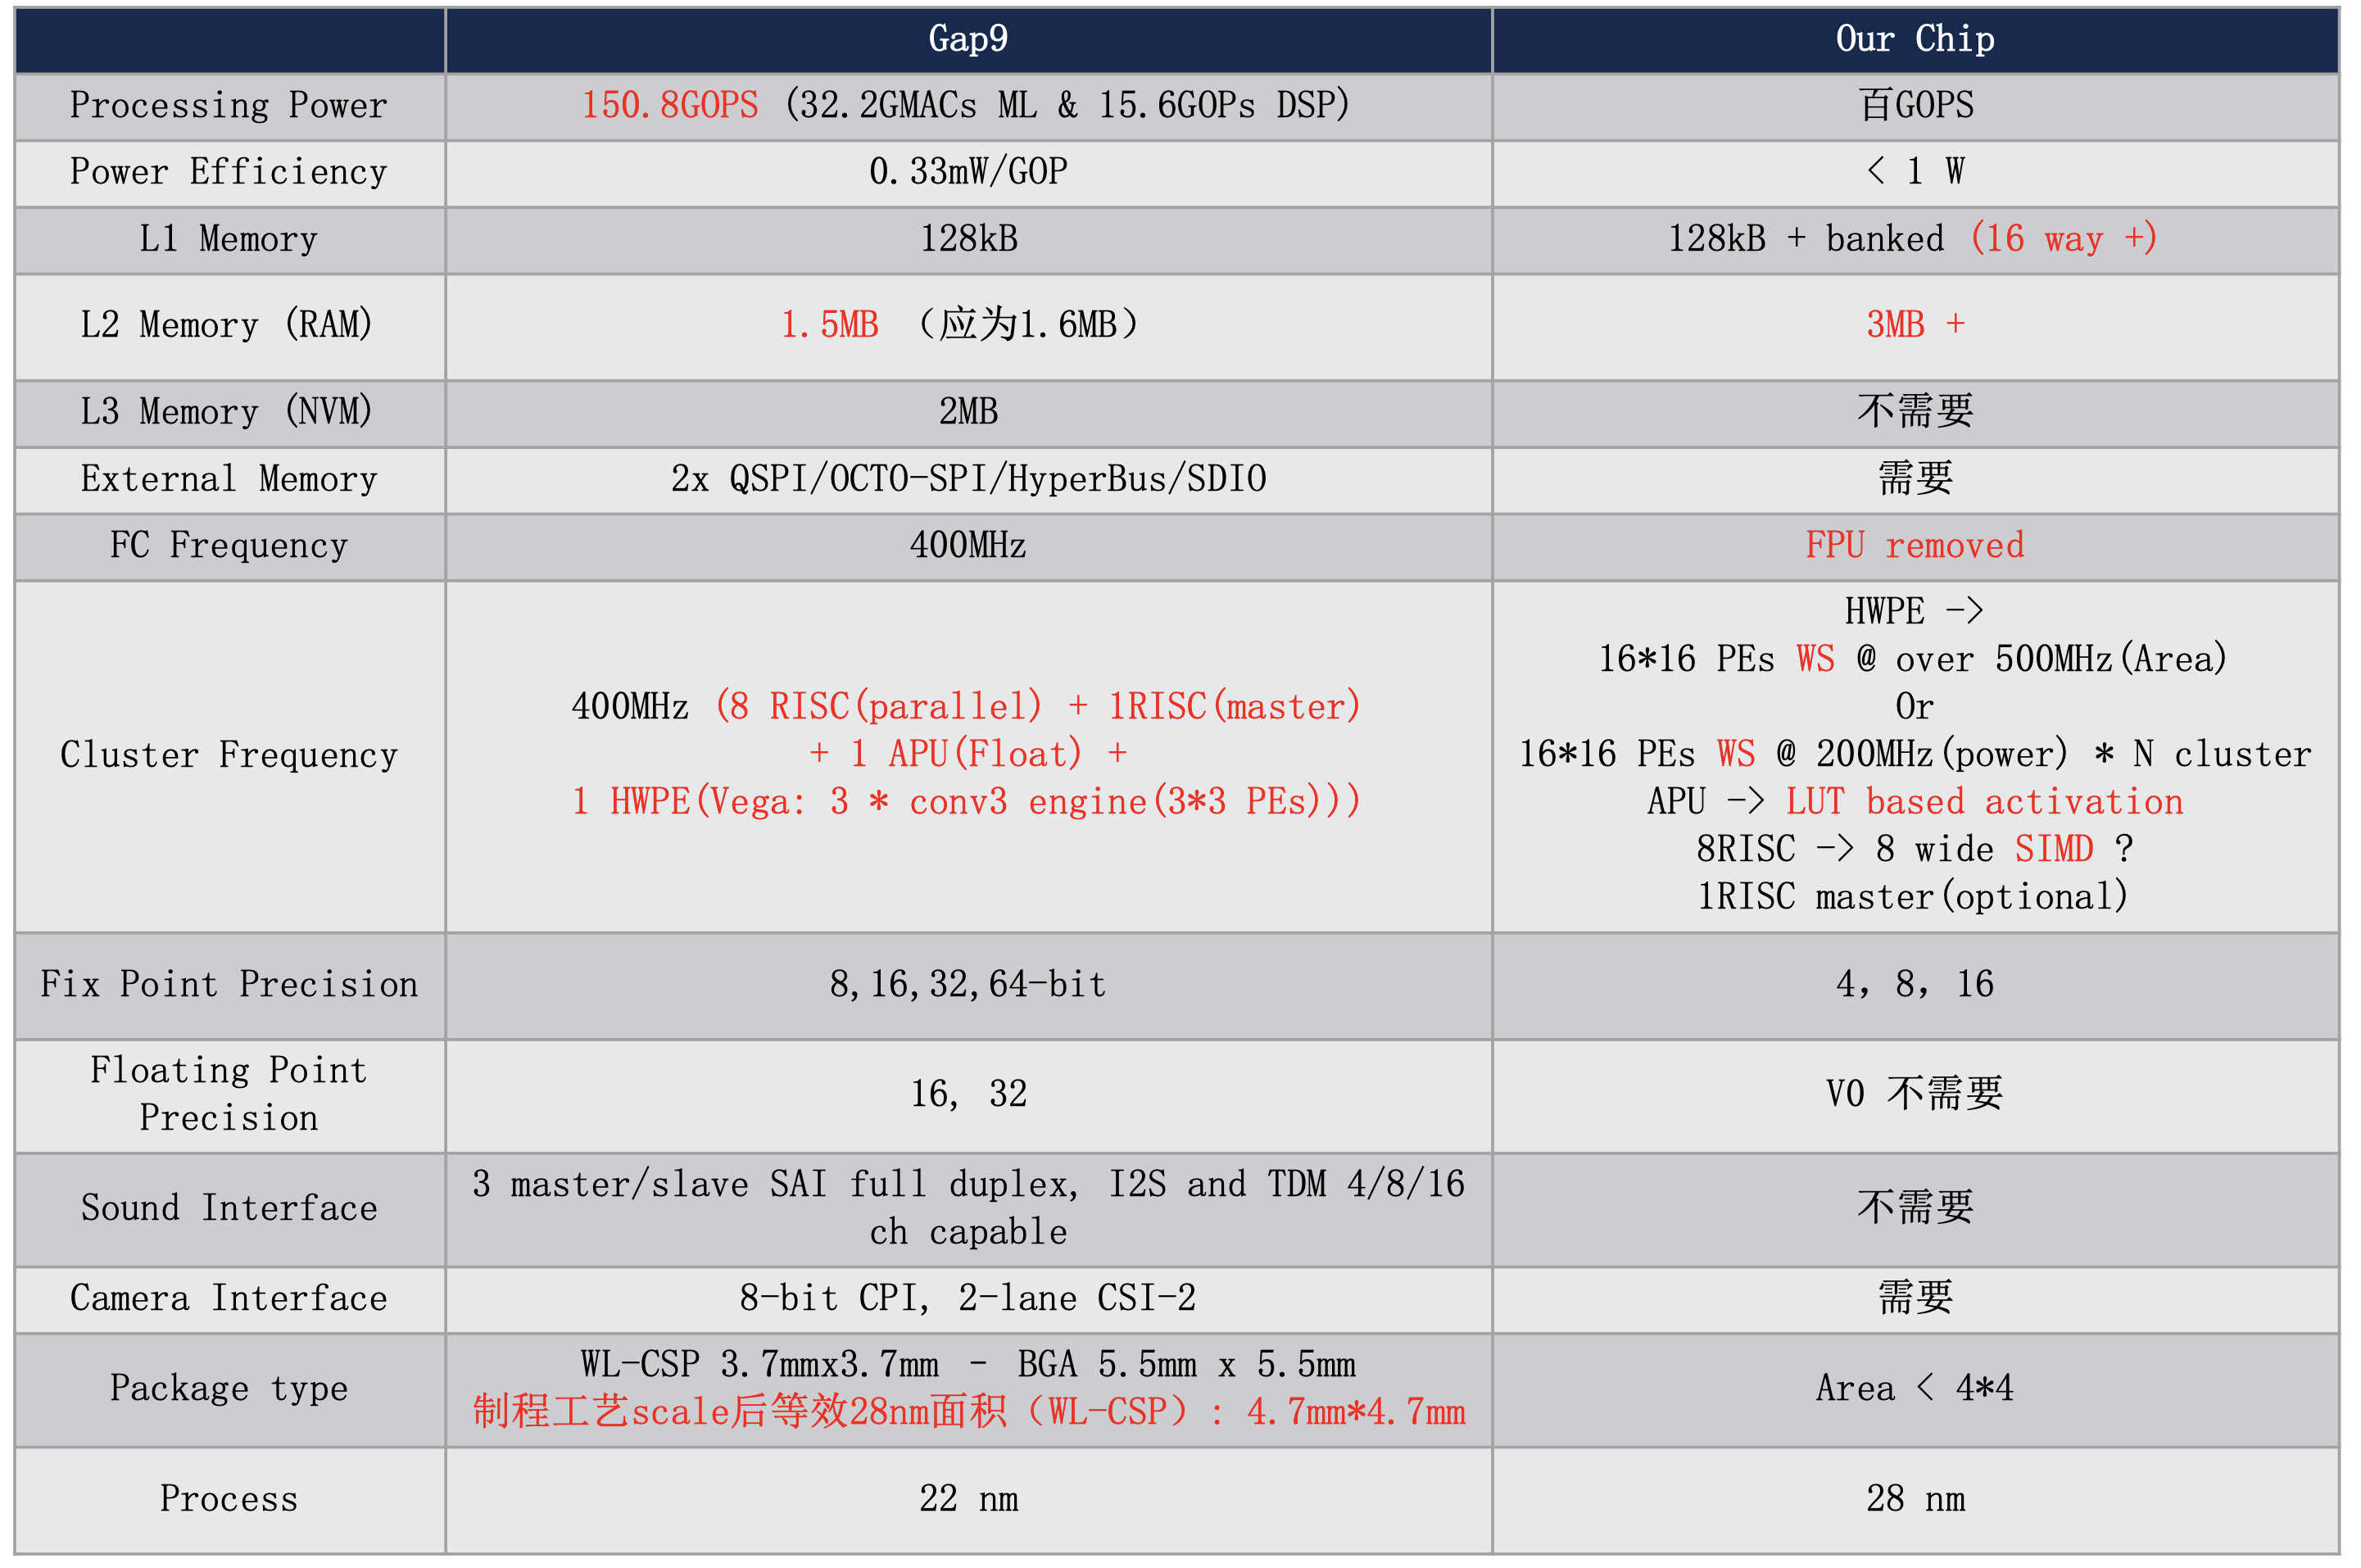 Gap9
Our Chip
Processing Power
150.8GOPS (32.2GMACs ML & 15.6GOPs DSP)
百GOPS
Power Efficiency
0.33mW/GOP
< 1 W
L1 Memory
128kB
128kB + banked (16 way +)
L2 Memory (RAM)
1.5MB （应为1.6MB）
3MB +
L3 Memory (NVM)
2MB
不需要
External Memory
2x QSPI/OCTO-SPI/HyperBus/SDIO
需要
FC Frequency
400MHz
FPU removed
Cluster Frequency
400MHz (8 RISC(parallel) + 1RISC(master)
+ 1 APU(Float) +
1 HWPE(Vega: 3 * conv3 engine(3*3 PEs)))
HWPE ->
16*16 PEs WS @ over 500MHz(Area)
Or
16*16 PEs WS @ 200MHz(power) * N cluster
APU -> LUT based activation
8RISC -> 8 wide SIMD ?
1RISC master(optional)
Fix Point Precision
8,16,32,64-bit
4, 8, 16
Floating Point
Precision
16, 32
V0 不需要
Sound Interface
3 master/slave SAI full duplex, I2S and TDM 4/8/16
ch capable
不需要
Camera Interface
8-bit CPI, 2-lane CSI-2
需要
Package type
WL-CSP 3.7mmx3.7mm – BGA 5.5mm x 5.5mm
制程工艺scale后等效28nm面积（WL-CSP）: 4.7mm*4.7mm
Area < 4*4
Process
22 nm
28 nm